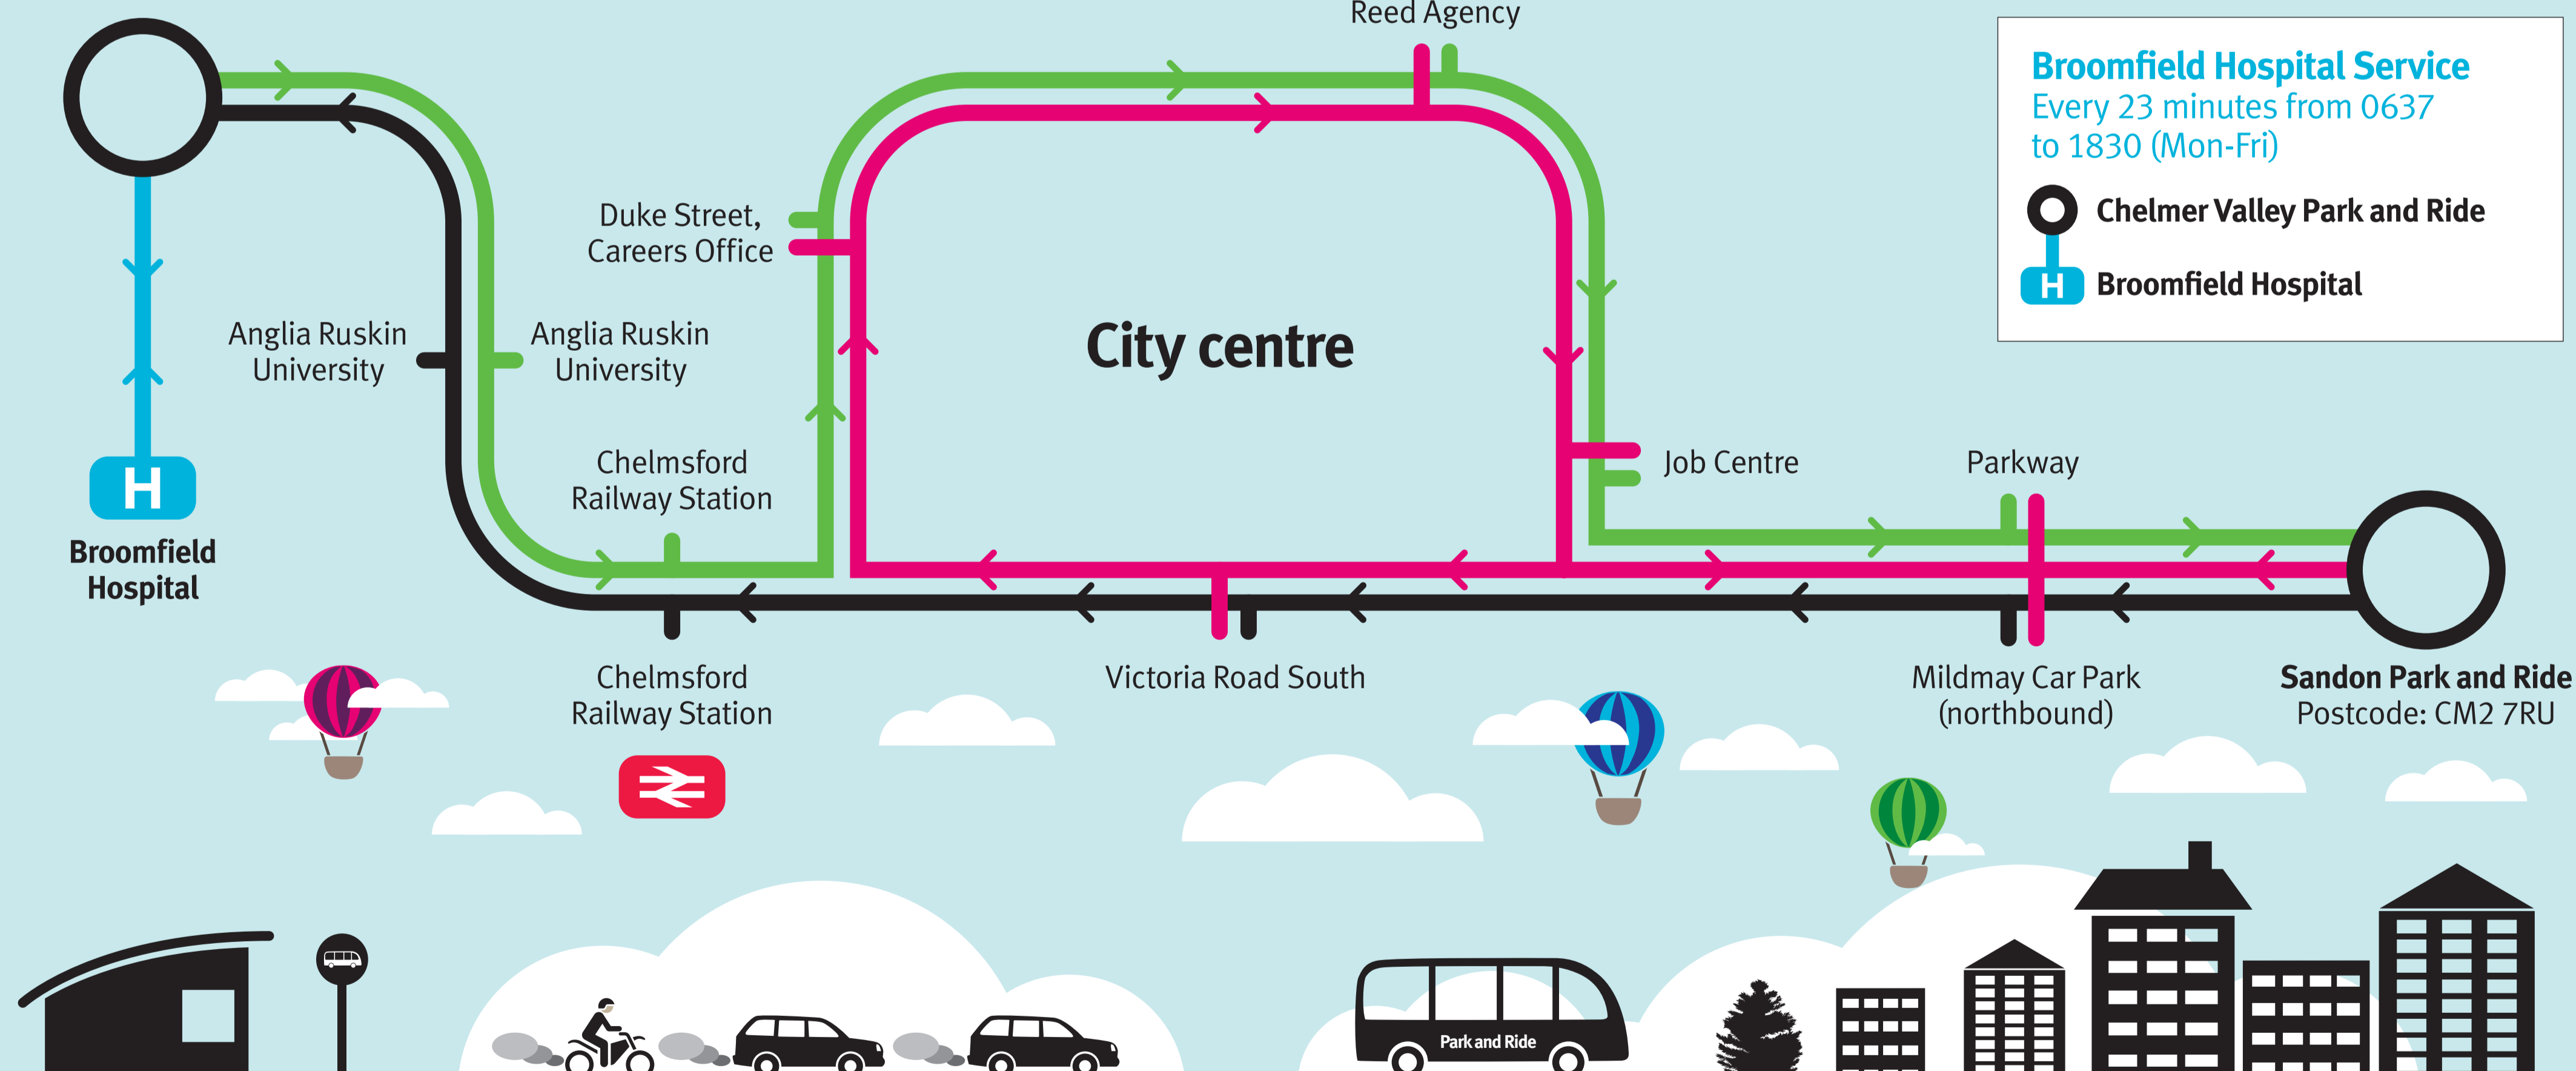 Reed Agency
Broomfield Hospital Service
Every 23 minutes from 0637
to 1830 (Mon-Fri)
Chelmer Valley Park and Ride
H
Broomfield Hospital
Duke Street,
Careers Office
Anglia Ruskin
University
Anglia Ruskin
University
City centre
Chelmsford
Railway Station
Job Centre
Parkway
H
Broomfield
Hospital
Chelmsford
Railway Station
Victoria Road South
Mildmay Car Park
(northbound)
Sandon Park and Ride
Postcode: CM2 7RU
Park and Ride